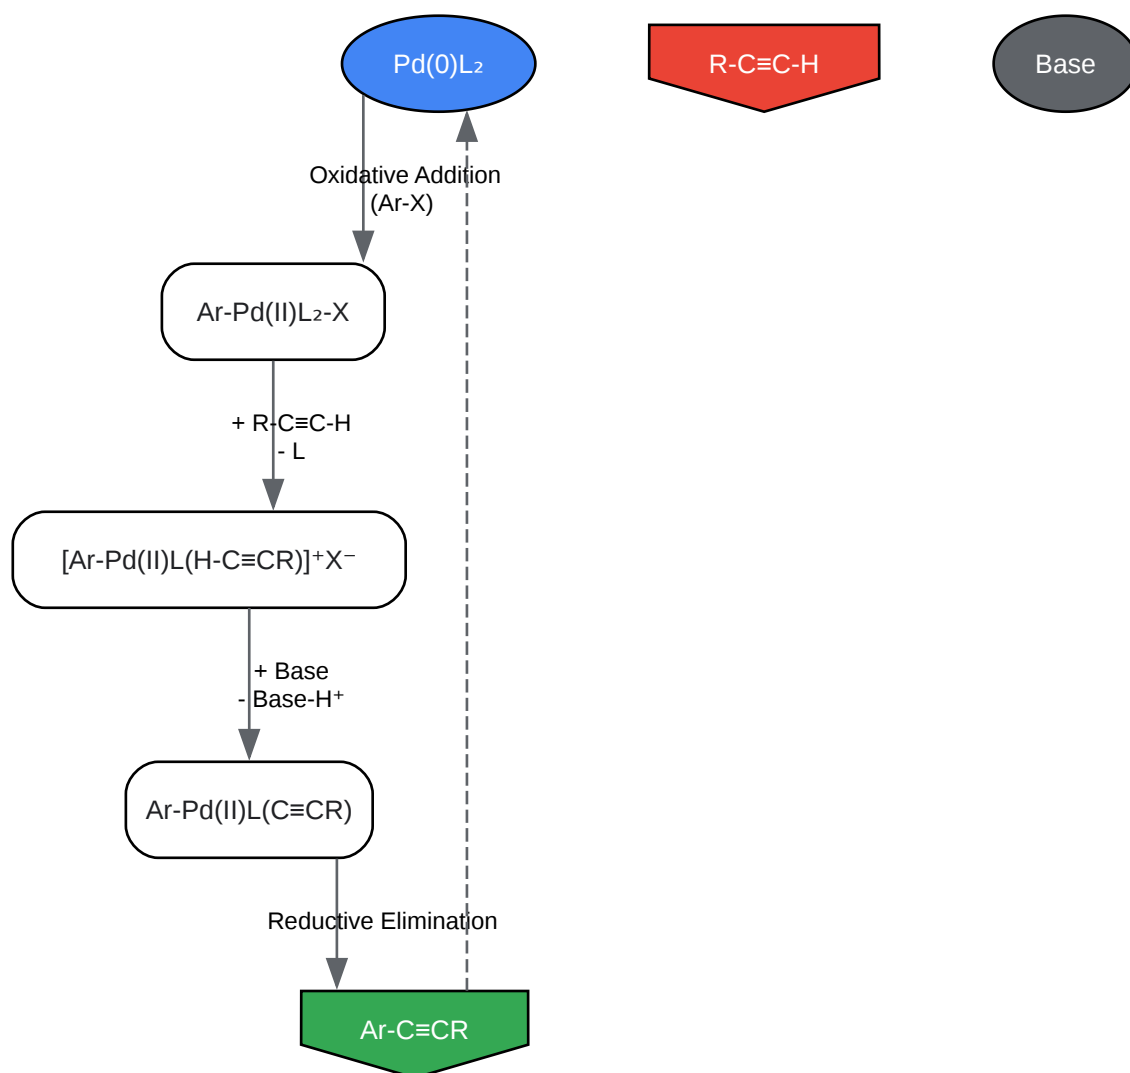 Pd(0)L₂
R-C≡C-H
Base
Oxidative Addition
(Ar-X)
Ar-Pd(II)L₂-X
+ R-C≡C-H
- L
[Ar-Pd(II)L(H-C≡CR)]⁺X⁻
+ Base
- Base-H⁺
Ar-Pd(II)L(C≡CR)
Reductive Elimination
Ar-C≡CR